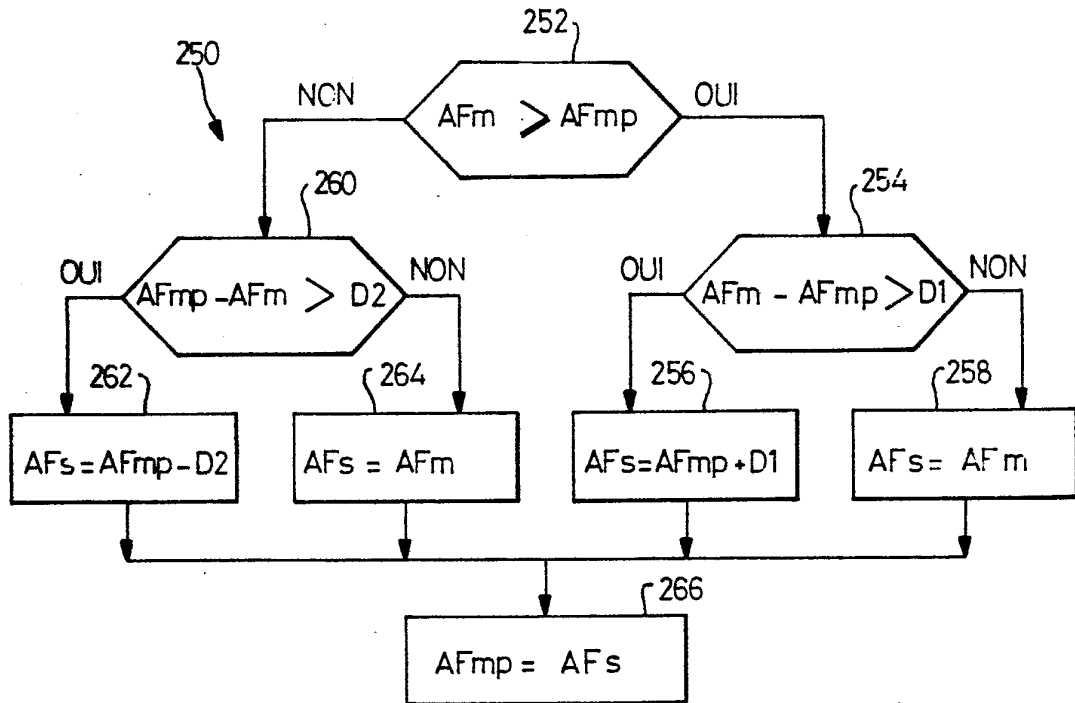 252
250
NON
AFm > AFmp
OUI
260
254
OUI
AFmp - AFm > D2
NON
OUI
AFm - AFmp > D1
NON
262
264
256
258
AFs = AFmp - D2
AFs = AFm
AFs = AFmp + D1
AFs = AFm
266
AFmp = AFs